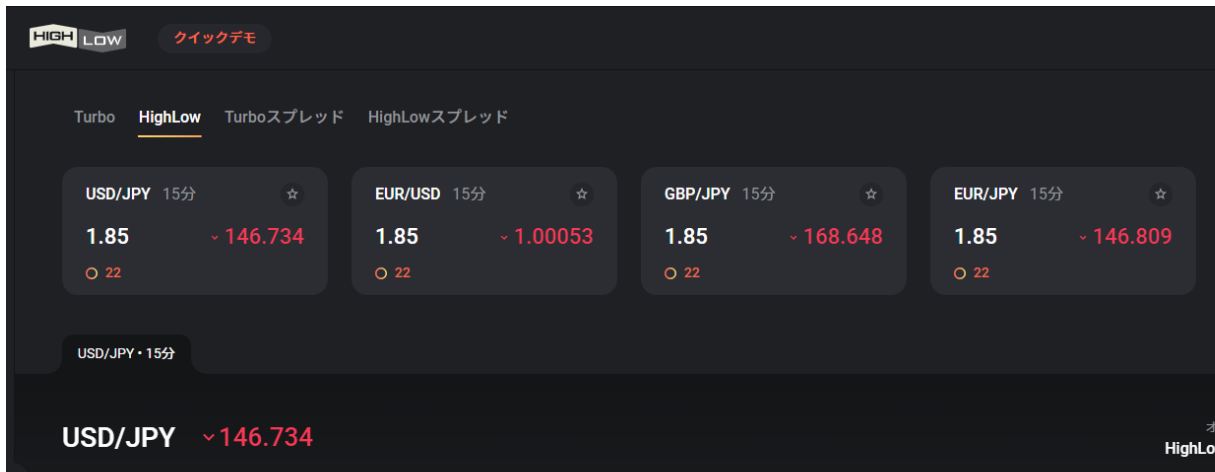 HIGH LOW クイックデモ
Turbo HighLow Turboスプレッド HighLowスプレッド
USD/JPY 15分 EUR/USD 15分 GBP/JPY 15分 EUR/JPY 15分
1.85 146.734 1.85 1.00053 1.85 168.648 1.85 146.809
22 22 22 22
USD/JPY • 15分
USD/JPY 146.734
HighLo